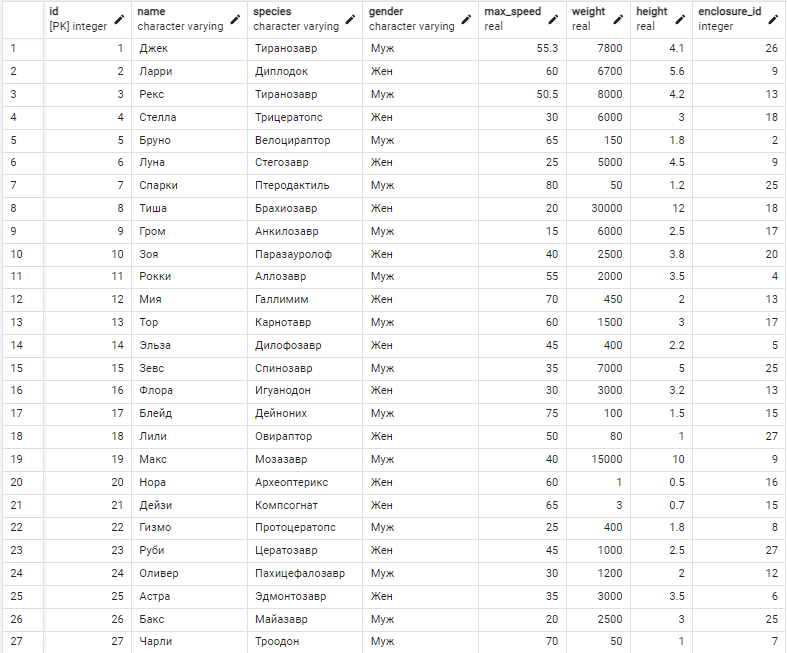 id name species gender max_speed weight height enclosure_id
[PK] integer character varying character varying character varying real real real integer
1 1 Джек Тиранозавр Муж 55.3 7800 4.1 26
2 2 Ларри Диплодок Жен 60 6700 5.6 9
3 3 Рекс Тиранозавр Муж 50.5 8000 4.2 13
4 4 Стелла Трицератопс Жен 30 6000 3 18
5 5 Бруно Велоцираптор Муж 65 150 1.8 2
6 6 Луна Стегозавр Жен 25 5000 4.5 9
7 7 Спарки Птеродактиль Муж 80 50 1.2 25
8 8 Тиша Брахиозавр Жен 20 30000 12 18
9 9 Гром Анкилозавр Муж 15 6000 2.5 17
10 10 Зоя Паразауролоф Жен 40 2500 3.8 20
11 11 Рокки Аллозавр Муж 55 2000 3.5 4
12 12 Мия Галлимим Жен 70 450 2 13
13 13 Тор Карнотавр Муж 60 1500 3 17
14 14 Эльза Дилофозавр Жен 45 400 2.2 5
15 15 Зевс Спинозавр Муж 35 7000 5 25
16 16 Флора Игуанодон Жен 30 3000 3.2 13
17 17 Блейд Дейноних Муж 75 100 1.5 15
18 18 Лили Овираптор Жен 50 80 1 27
19 19 Макс Мозазавр Муж 40 15000 10 9
20 20 Нора Археоптерикс Жен 60 1 0.5 16
21 21 Дейзи Компсогнат Жен 65 3 0.7 15
22 22 Гизмо Протоцератопс Муж 25 400 1.8 8
23 23 Руби Цератозавр Жен 45 1000 2.5 27
24 24 Оливер Пахицефалозавр Муж 30 1200 2 12
25 25 Астра Эдмонтозавр Жен 35 3000 3.5 6
26 26 Бакс Майазавр Муж 20 2500 3 25
27 27 Чарли Троодон Муж 70 50 1 7